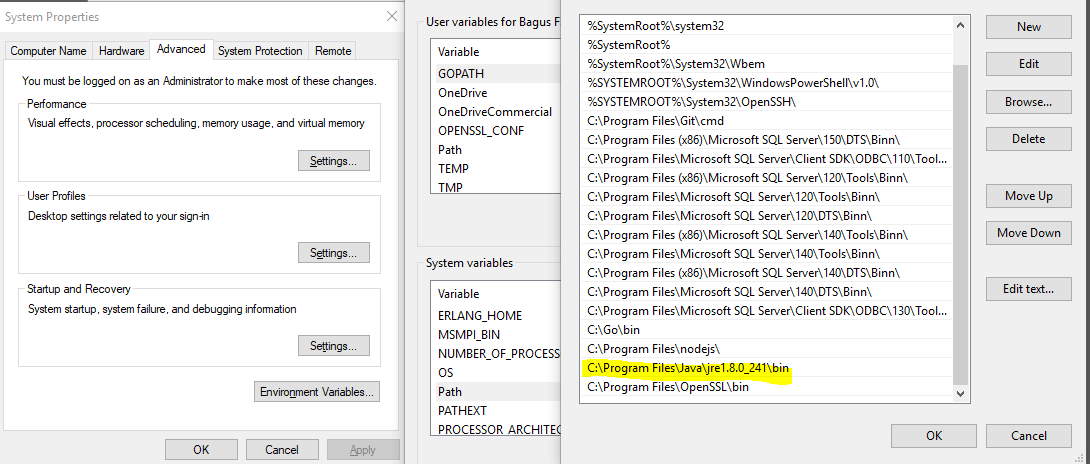 System Properties
Computer Name
Hardware
Advanced
System Protection
Remote
You must be logged on as an Administrator to make most of these changes.
Performance
Visual effects, processor scheduling, memory usage, and virtual memory
Settings...
User Profiles
Desktop settings related to your sign-in
Settings...
Startup and Recovery
System startup, system failure, and debugging information
Settings...
Environment Variables...
OK
Cancel
Apply
User variables for Bagus F
Variable
GOPATH
OneDrive
OneDriveCommercial
OPENSSL_CONF
Path
TEMP
TMP
System variables
Variable
ERLANG_HOME
MSMPI_BIN
NUMBER_OF_PROCESS
OS
Path
PATHEXT
PROCESSOR_ARCHITEC
%SystemRoot%\system32
%SystemRoot%
%SystemRoot%\System32\Wbem
%SYSTEMROOT%\System32\WindowsPowerShell\v1.0\
%SYSTEMROOT%\System32\OpenSSH\
C:\Program Files\Git\cmd
C:\Program Files (x86)\Microsoft SQL Server\150\DTS\Binn\
C:\Program Files\Microsoft SQL Server\Client SDK\ODBC\110\Tool...
C:\Program Files (x86)\Microsoft SQL Server\120\Tools\Binn\
C:\Program Files\Microsoft SQL Server\120\Tools\Binn\
C:\Program Files\Microsoft SQL Server\120\DTS\Binn\
C:\Program Files (x86)\Microsoft SQL Server\140\Tools\Binn\
C:\Program Files\Microsoft SQL Server\140\Tools\Binn\
C:\Program Files (x86)\Microsoft SQL Server\140\DTS\Binn\
C:\Program Files\Microsoft SQL Server\140\DTS\Binn\
C:\Program Files\Microsoft SQL Server\Client SDK\ODBC\130\Tool...
C:\Go\bin
C:\Program Files\nodejs\
C:\Program Files\Java\jre1.8.0_241\bin
C:\Program Files\OpenSSL\bin
New
Edit
Browse...
Delete
Move Up
Move Down
Edit text...
OK
Cancel